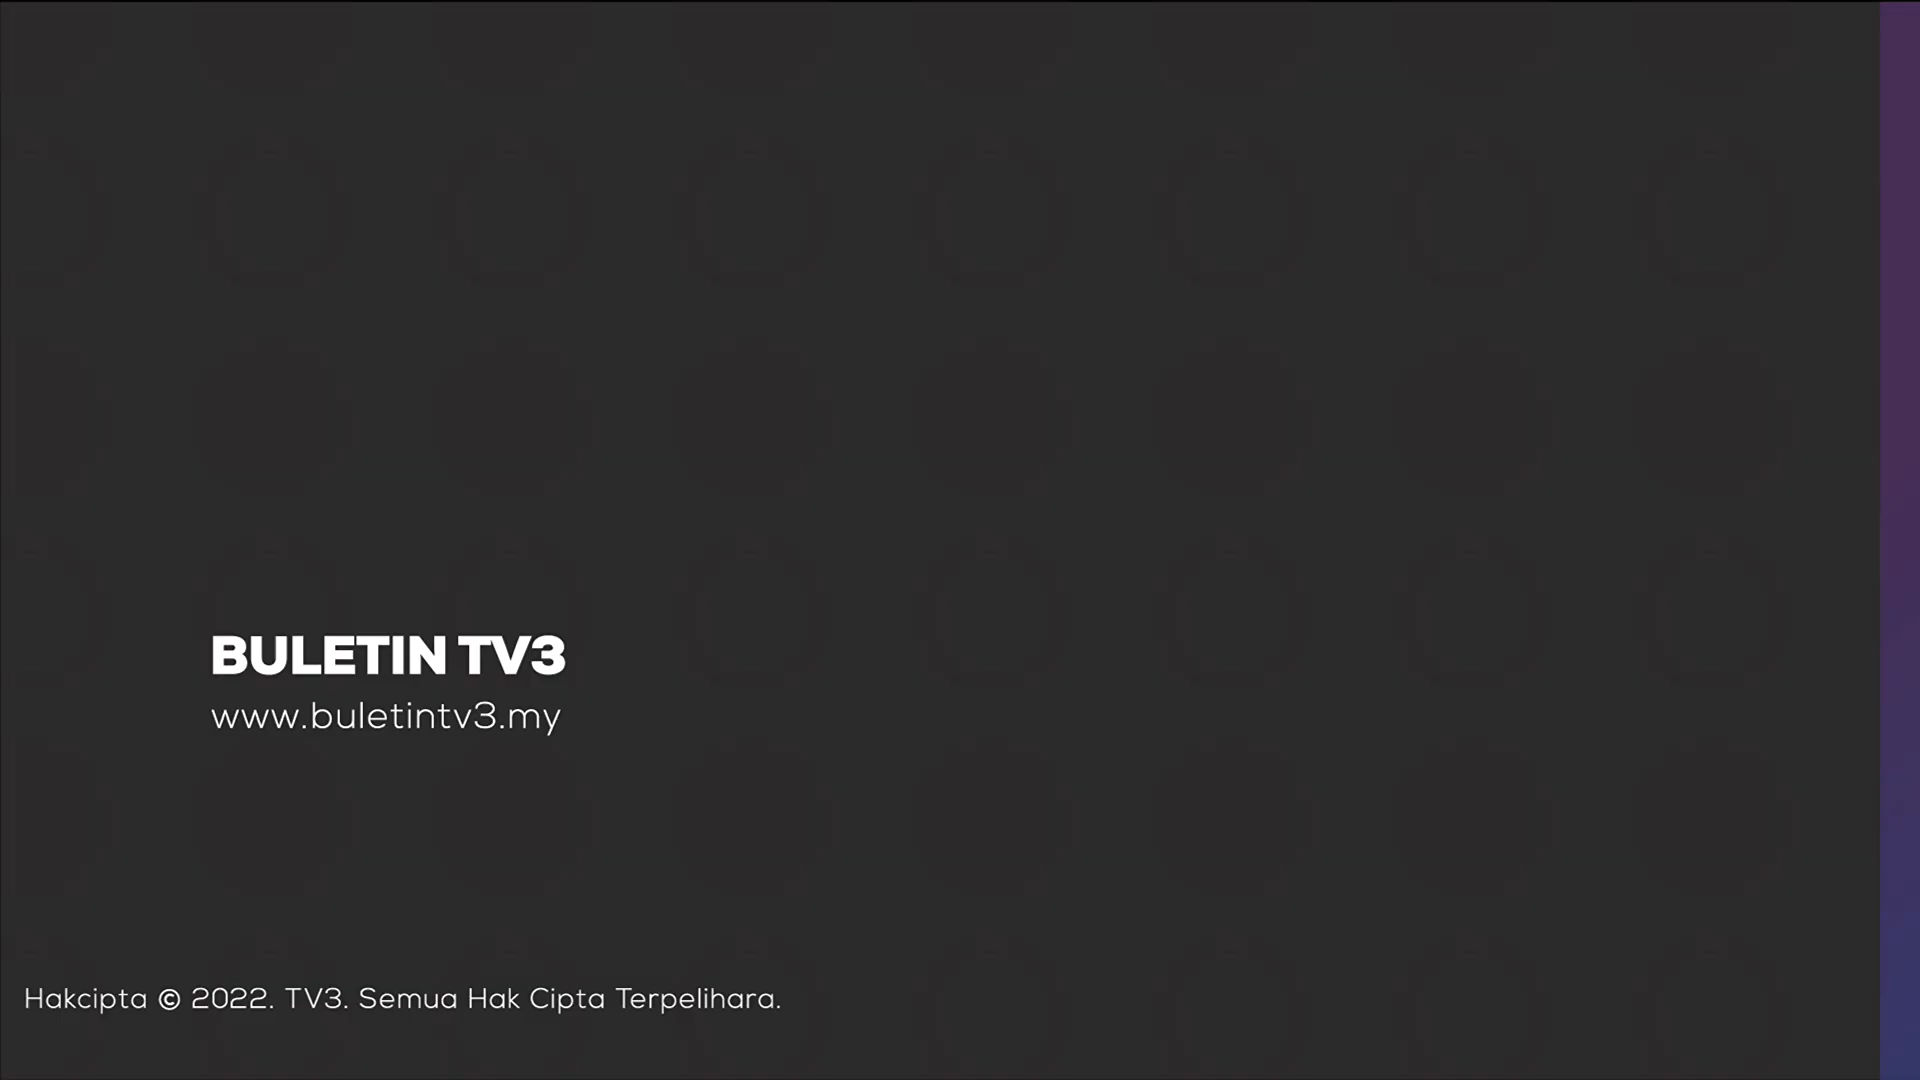 BULETIN TV3
www.buletintv3.my
Hakcipta © 2022. TV3. Semua Hak Cipta Terpelihara.